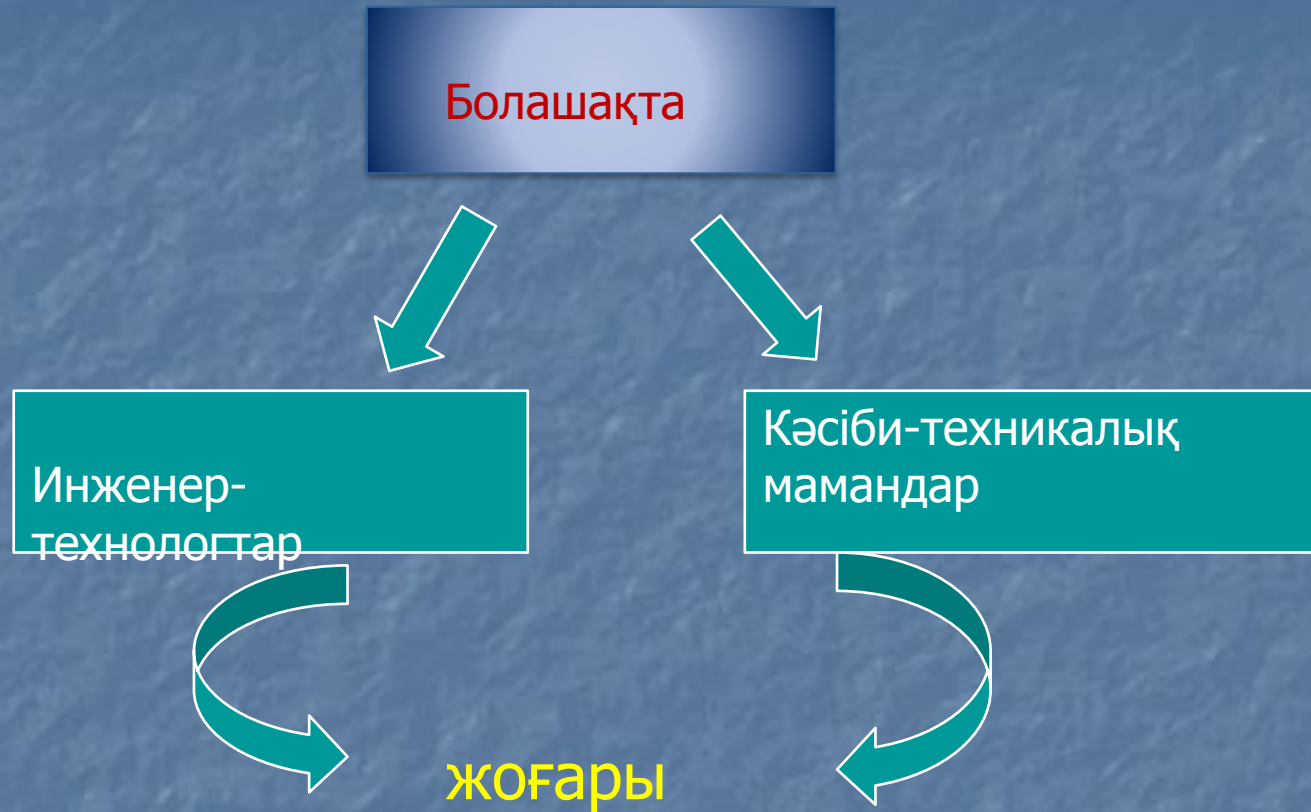 Болашақта
Инженер-
технологтар
Кәсіби-техникалық
мамандар
жоғары